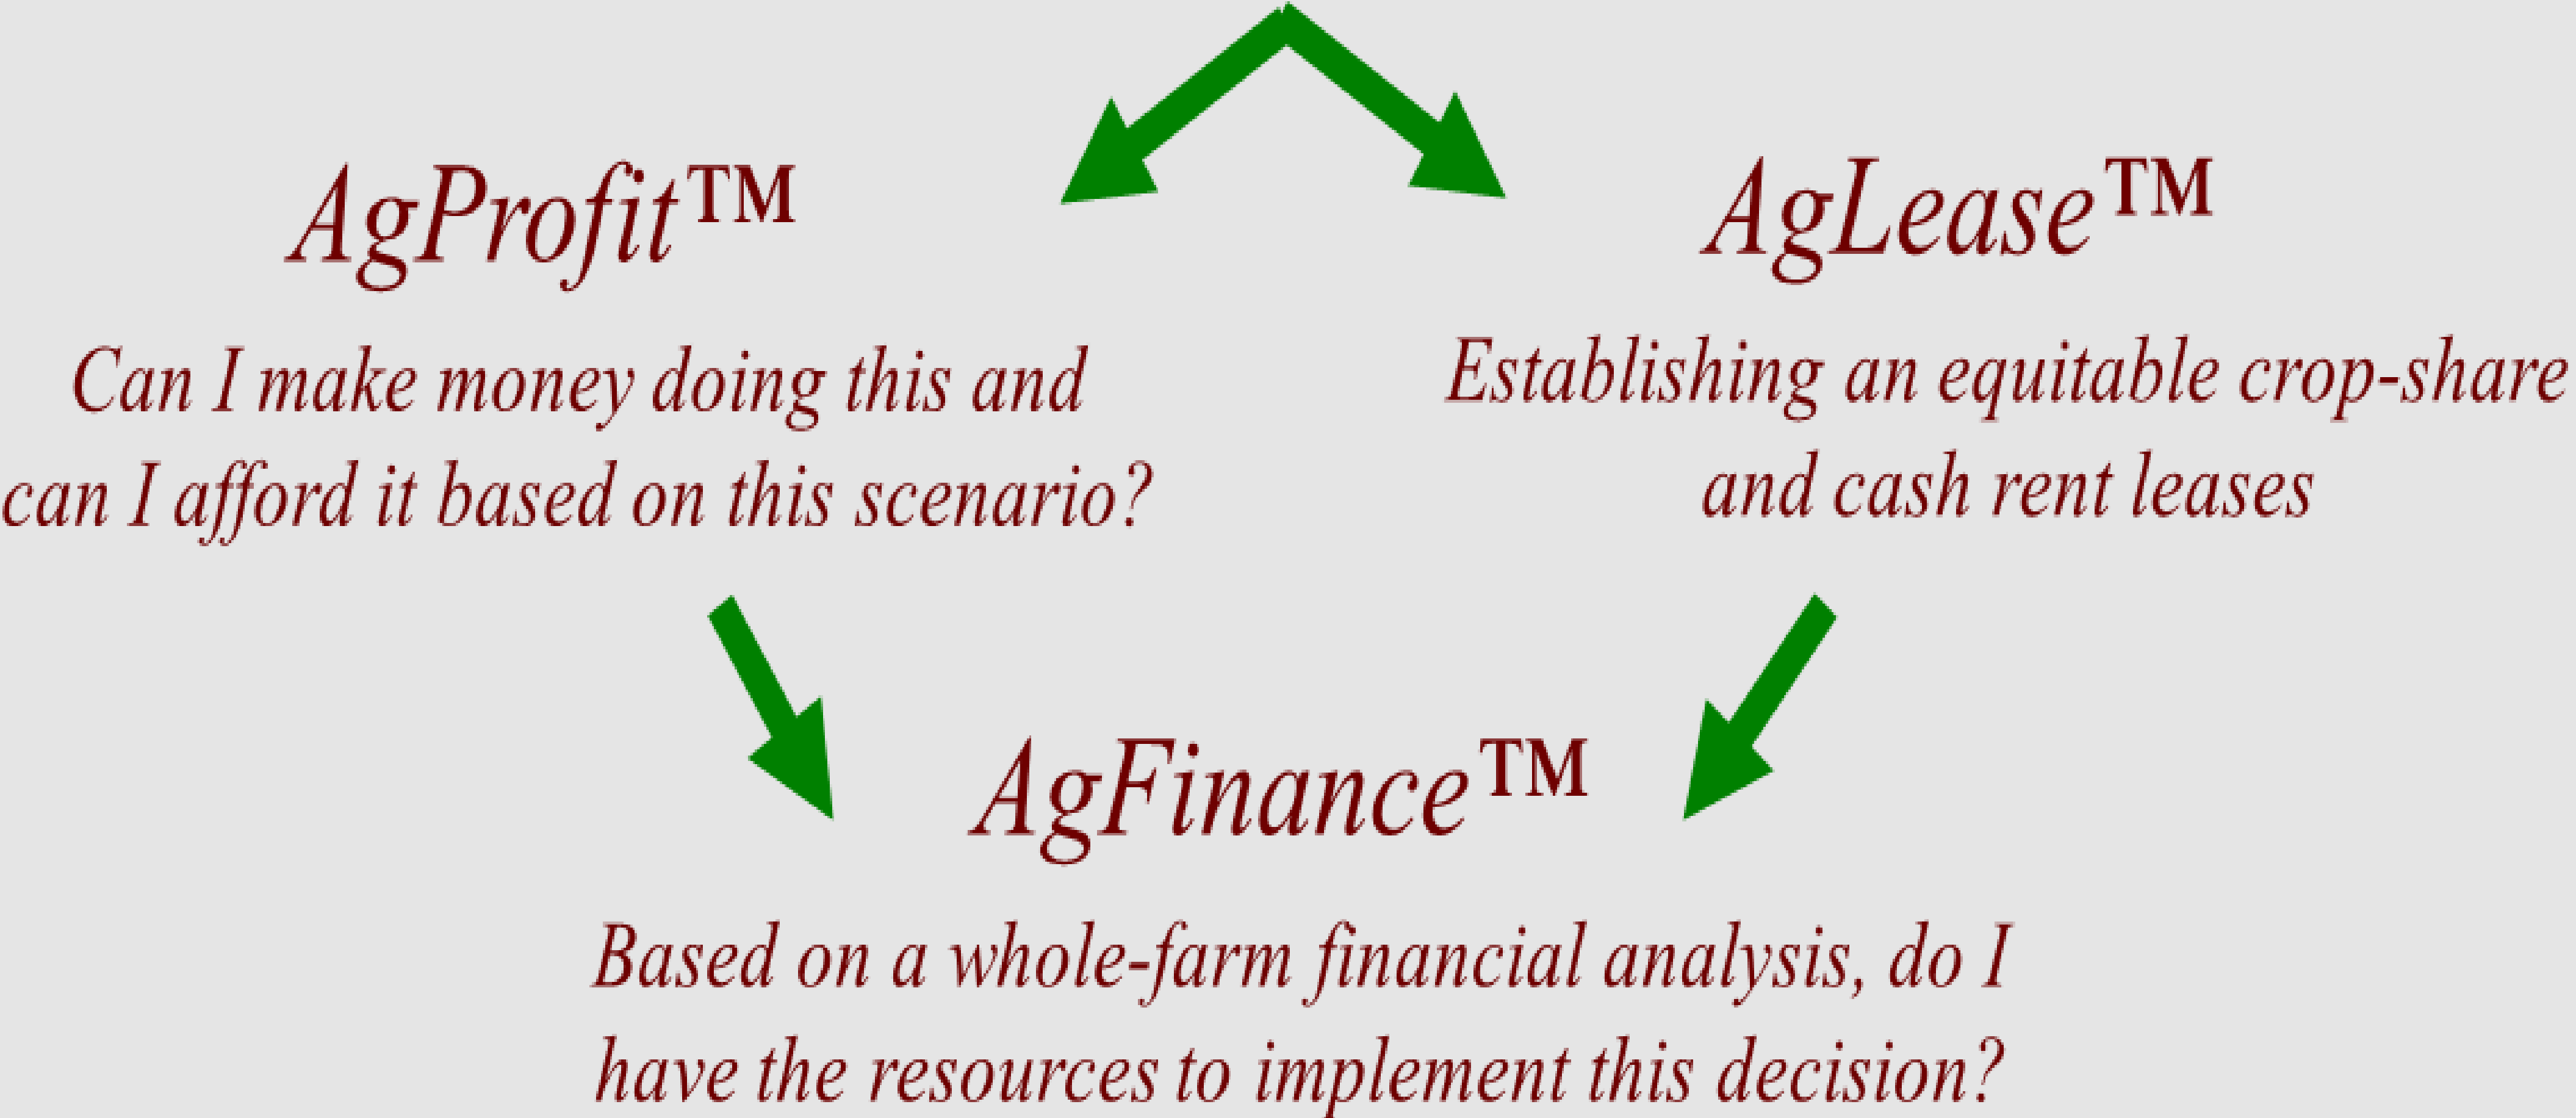 AgProfit™
Can I make money doing this and
can I afford it based on this scenario?
AgLease™
Establishing an equitable crop-share
and cash rent leases
AgFinance™
Based on a whole-farm financial analysis, do I
have the resources to implement this decision?